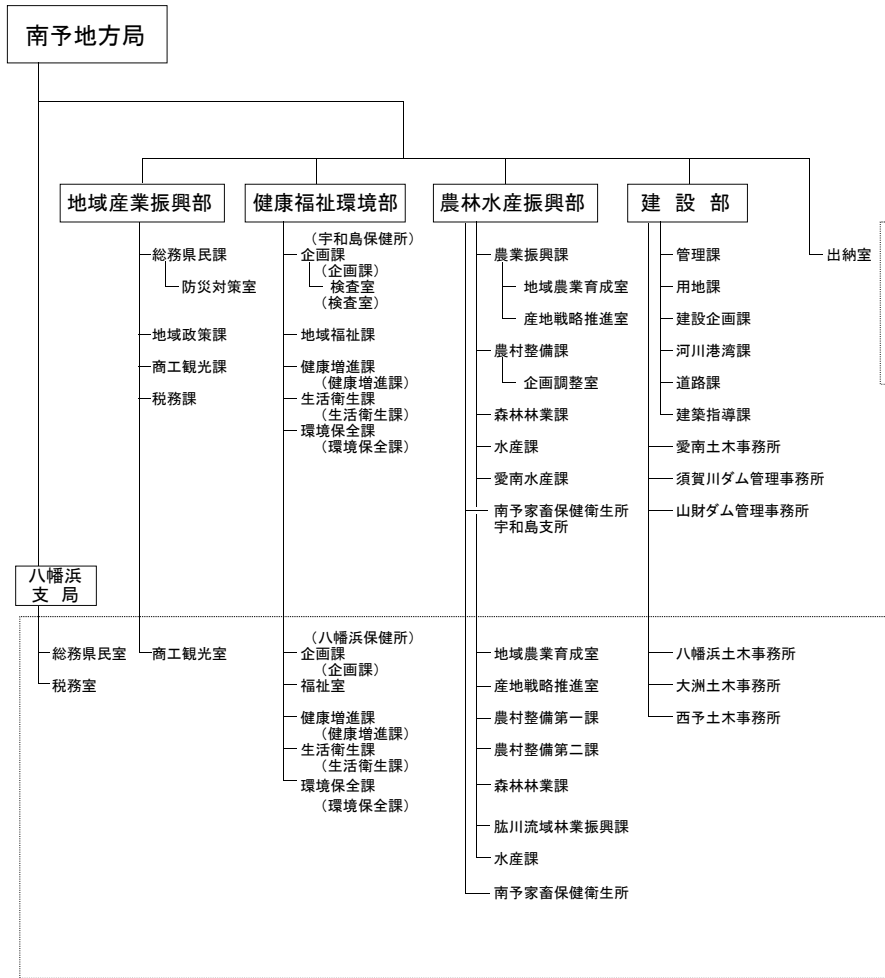 南予地方局
地域産業振興部
総務県民課
防災対策室
地域政策課
商工観光課
税務課
健康福祉環境部
（宇和島保健所）
企画課
（企画課）
検査室
（検査室）
地域福祉課
健康増進課
（健康増進課）
生活衛生課
（生活衛生課）
環境保全課
（環境保全課）
農林水産振興部
農業振興課
地域農業育成室
産地戦略推進室
農村整備課
企画調整室
森林林業課
水産課
愛南水産課
南予家畜保健衛生所
宇和島支所
建設部
管理課
用地課
建設企画課
河川港湾課
道路課
建築指導課
愛南土木事務所
須賀川ダム管理事務所
山財ダム管理事務所
出納室
八幡浜
支局
総務県民室
税務室
商工観光室
（八幡浜保健所）
企画課
（企画課）
福祉室
健康増進課
（健康増進課）
生活衛生課
（生活衛生課）
環境保全課
（環境保全課）
地域農業育成室
産地戦略推進室
農村整備第一課
農村整備第二課
森林林業課
肱川流域林業振興課
水産課
南予家畜保健衛生所
八幡浜土木事務所
大洲土木事務所
西予土木事務所